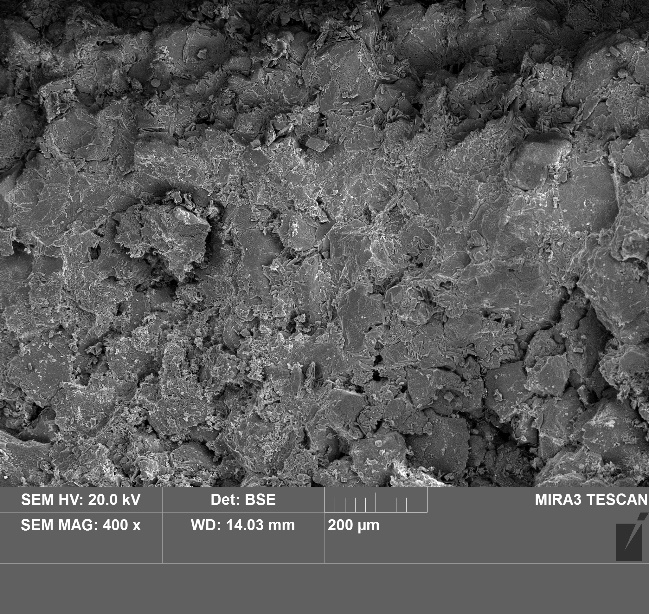 SEM HV: 20.0 kV
Det: BSE
MIRA3 TESCAN
SEM MAG: 400 x
WD: 14.03 mm
200 µm